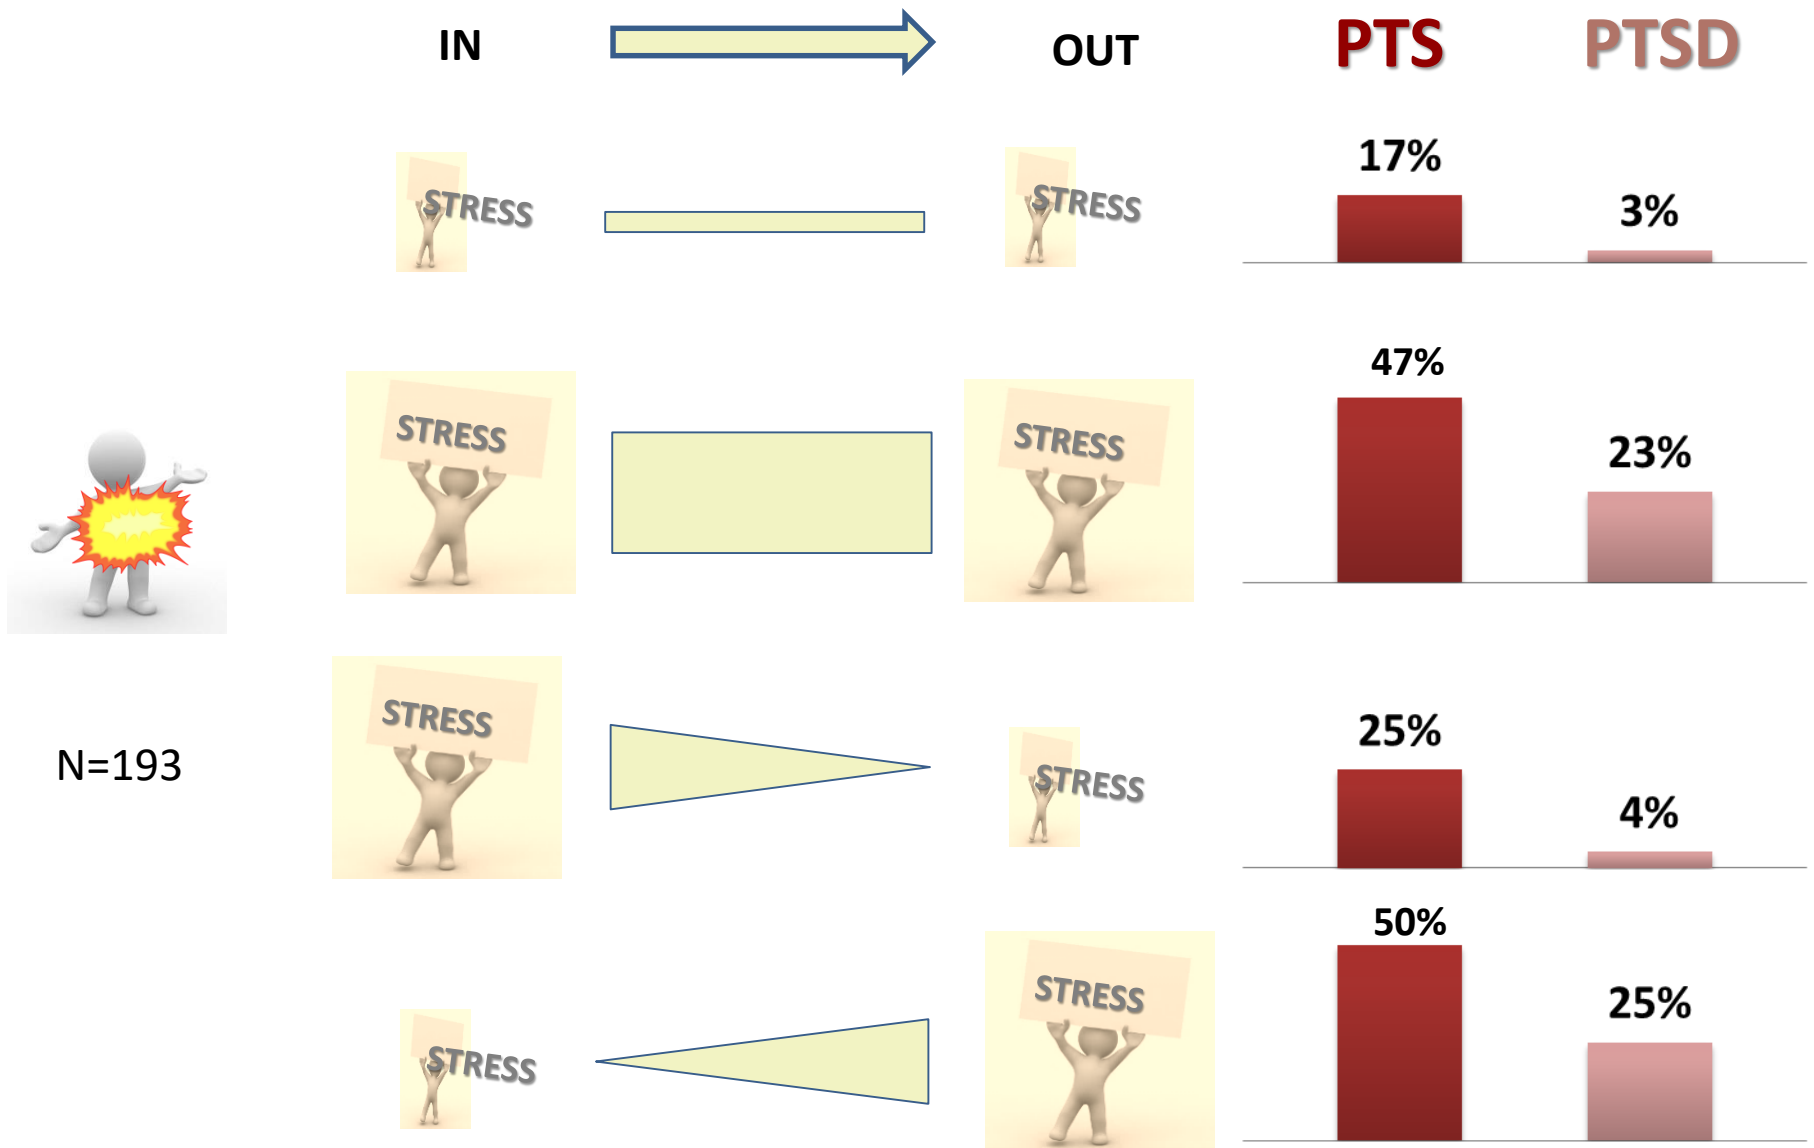 IN OUT PTS PTSD
STRESS STRESS 17% 3%
STRESS STRESS 47% 23%
N=193
STRESS STRESS 25% 4%
STRESS STRESS 50% 25%